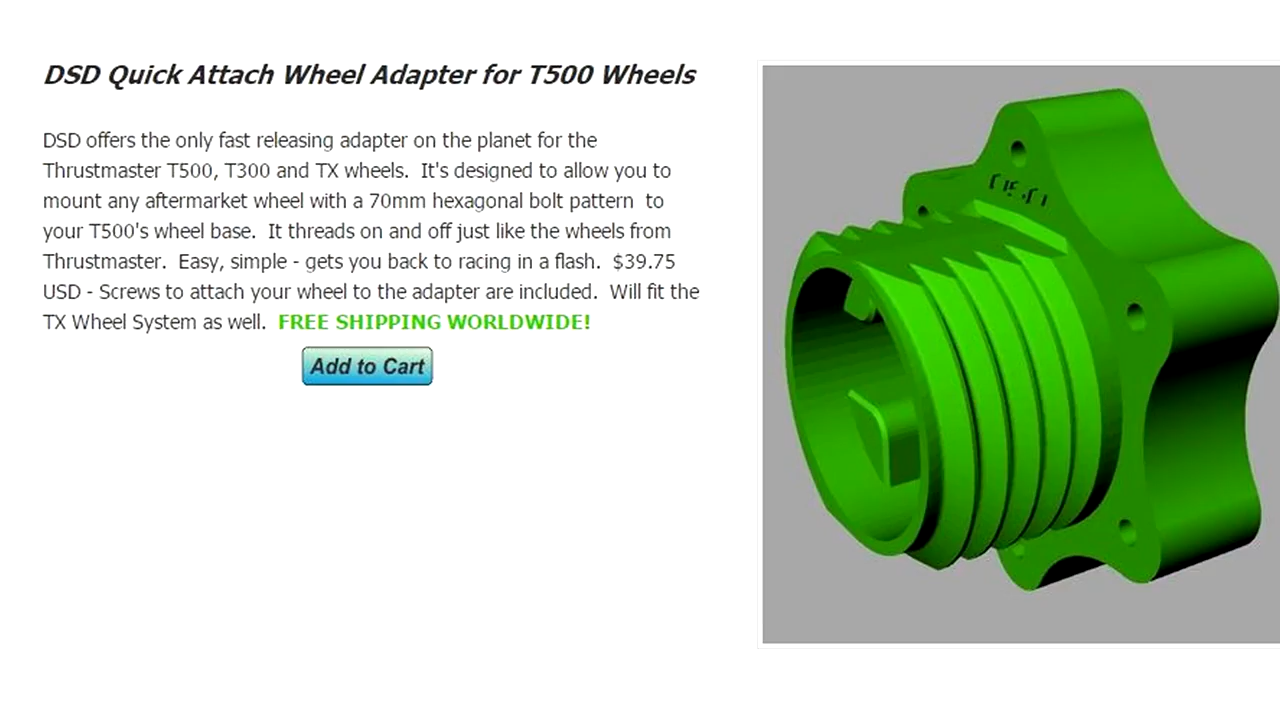 DSD Quick Attach Wheel Adapter for T500 Wheels
DSD offers the only fast releasing adapter on the planet for the
Thrustmaster T500, T300 and TX wheels.  It's designed to allow you to
mount any aftermarket wheel with a 70mm hexagonal bolt pattern  to
your T500's wheel base.  It threads on and off just like the wheels from
Thrustmaster.  Easy, simple - gets you back to racing in a flash.  $39.75
USD - Screws to attach your wheel to the adapter are included.  Will fit the
TX Wheel System as well.  FREE SHIPPING WORLDWIDE!
Add to Cart